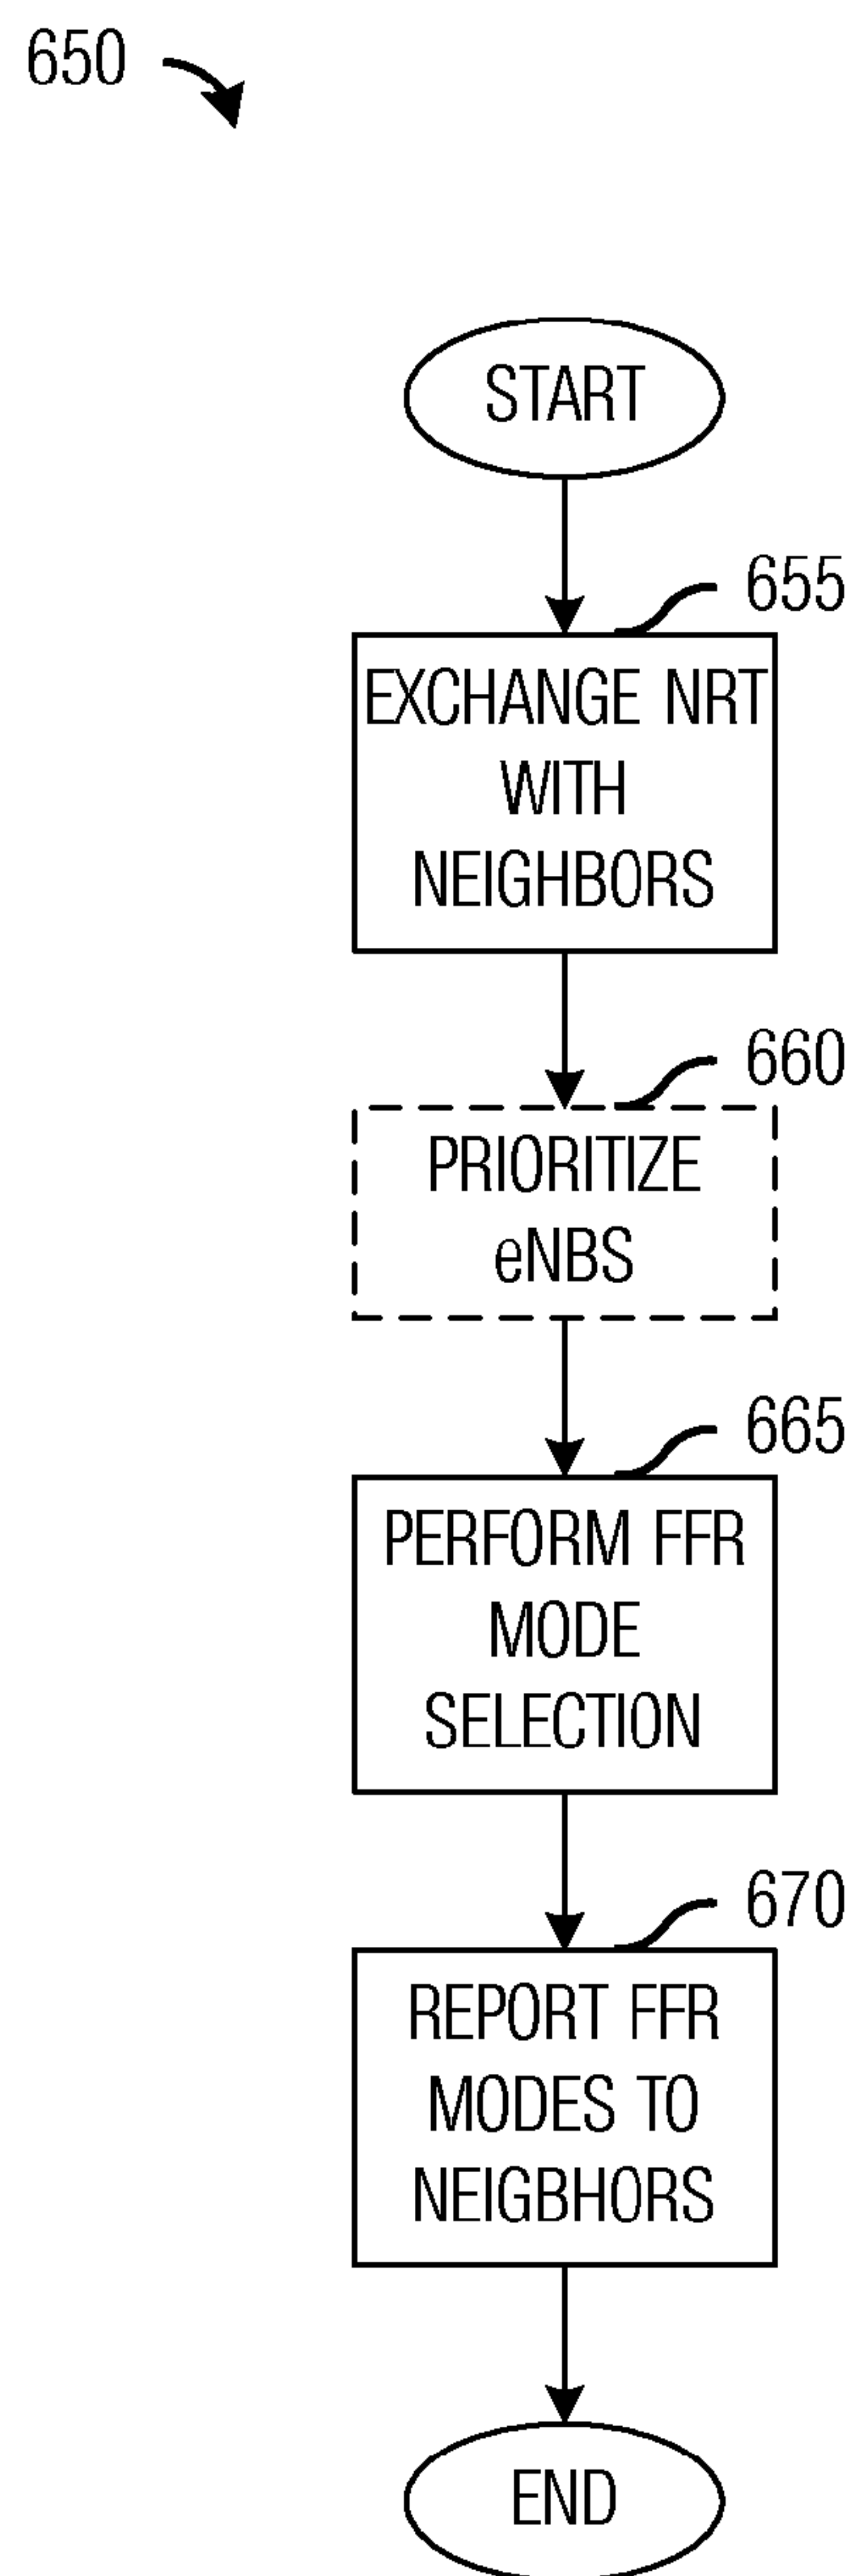 650
START
655
EXCHANGE NRT
WITH
NEIGHBORS
660
PRIORITIZE
eNBS
665
PERFORM FFR
MODE
SELECTION
670
REPORT FFR
MODES TO
NEIGBHORS
END